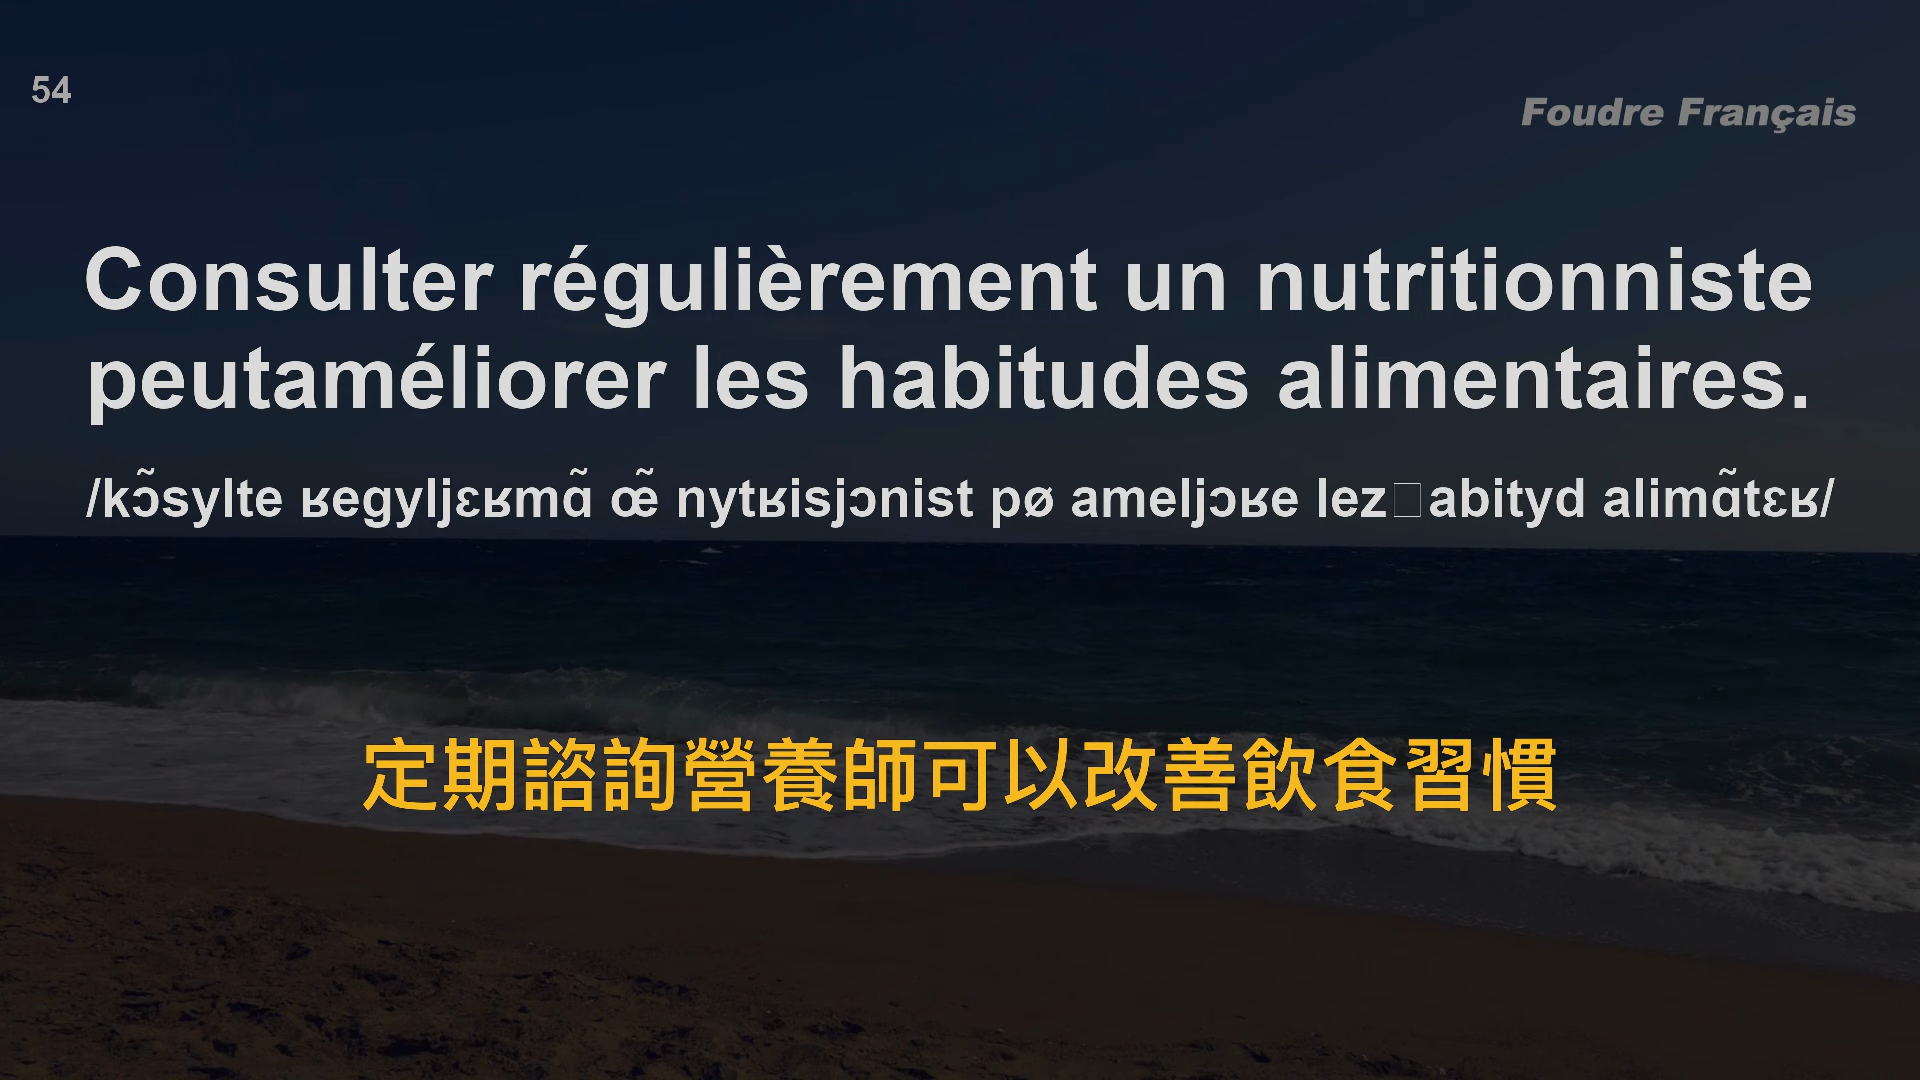 54
Foudre Français
Consulter régulièrement un nutritionniste
peutaméliorer les habitudes alimentaires.
/kɔ̃sylte ʁegyljɛʁmɑ̃ œ̃ nytʁisjɔnist pø ameljɔʁe lez□abityd alimɑ̃tɛʁ/
定期諮詢營養師可以改善飲食習慣